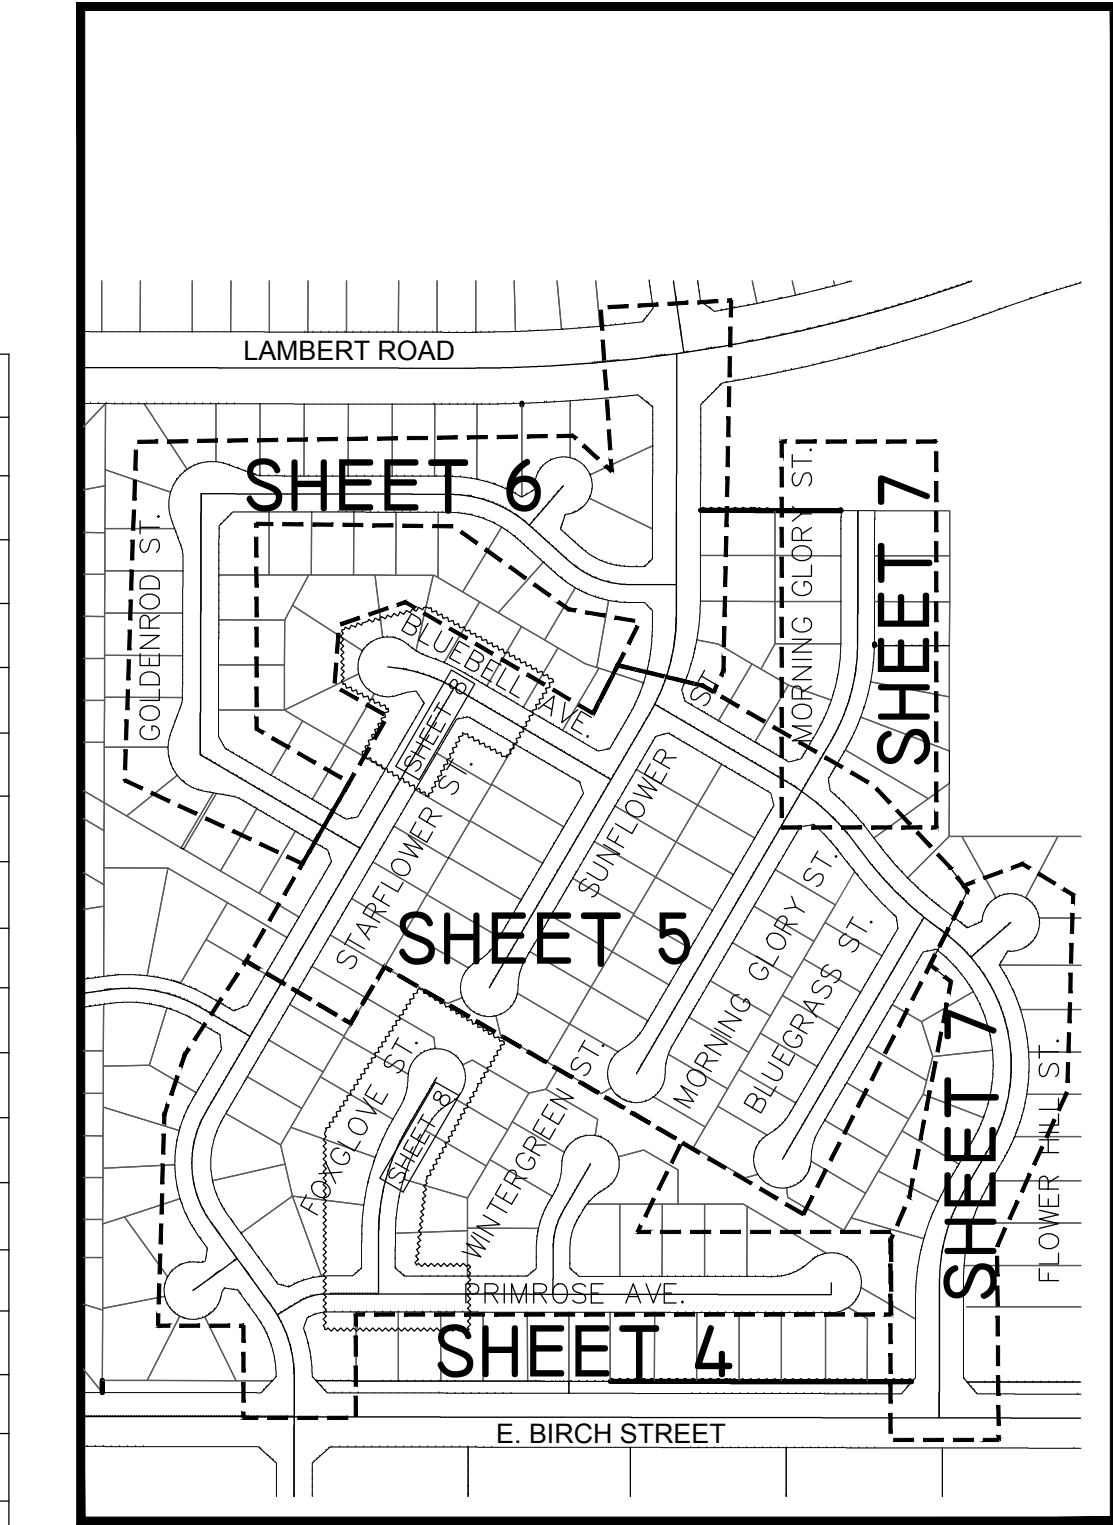 LAMBERT ROAD
SHEET 6
GOLDENROD ST.
MORNING GLORY ST.
SHEET 7
BLUEBELL AVE.
SHEET 8
ST.
STARFLOWER ST.
SUNFLOWER
SHEET 5
MORNING GLORY ST.
BLUEGRASS ST.
FOXGLOVE ST.
SHEET 8
WINTERGREEN ST.
SHEET 7
FLOWER HILL ST.
PRIMROSE AVE.
SHEET 4
E. BIRCH STREET